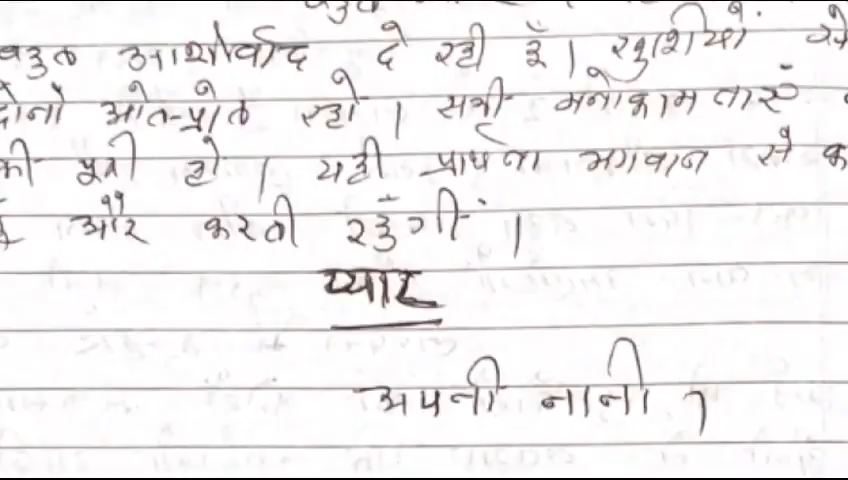 बहुत आशीर्वाद दे रही हूँ। खुशियों से
दोनों ओत-प्रोत रहो। सभी मनोकामनाएं
की पूर्ती हो। यही प्रार्थना भगवान से
और करती रहुँगीं।
प्यार
अपनी नानी।